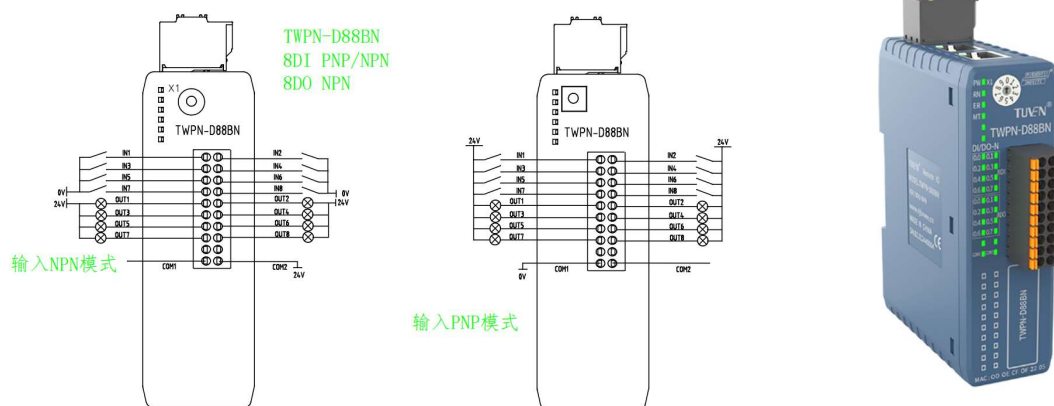 TWPN-D88BN
8DI PNP/NPN
8DO NPN
X1
TWPN-D88BN
IN1
IN2
IN3
IN4
IN5
IN6
IN7
IN8
0V
0V
24V
24V
OUT1
OUT2
OUT3
OUT4
OUT5
OUT6
OUT7
OUT8
COM1
COM2
24V
输入NPN模式
TWPN-D88BN
24V
24V
IN1
IN2
IN3
IN4
IN5
IN6
IN7
IN8
OUT1
OUT2
OUT3
OUT4
OUT5
OUT6
OUT7
OUT8
COM1
COM2
0V
输入PNP模式
PW X1
RN
ER
MT
TUVEN
TWPN-D88BN
DI/DO-N
TWPN-D88BN